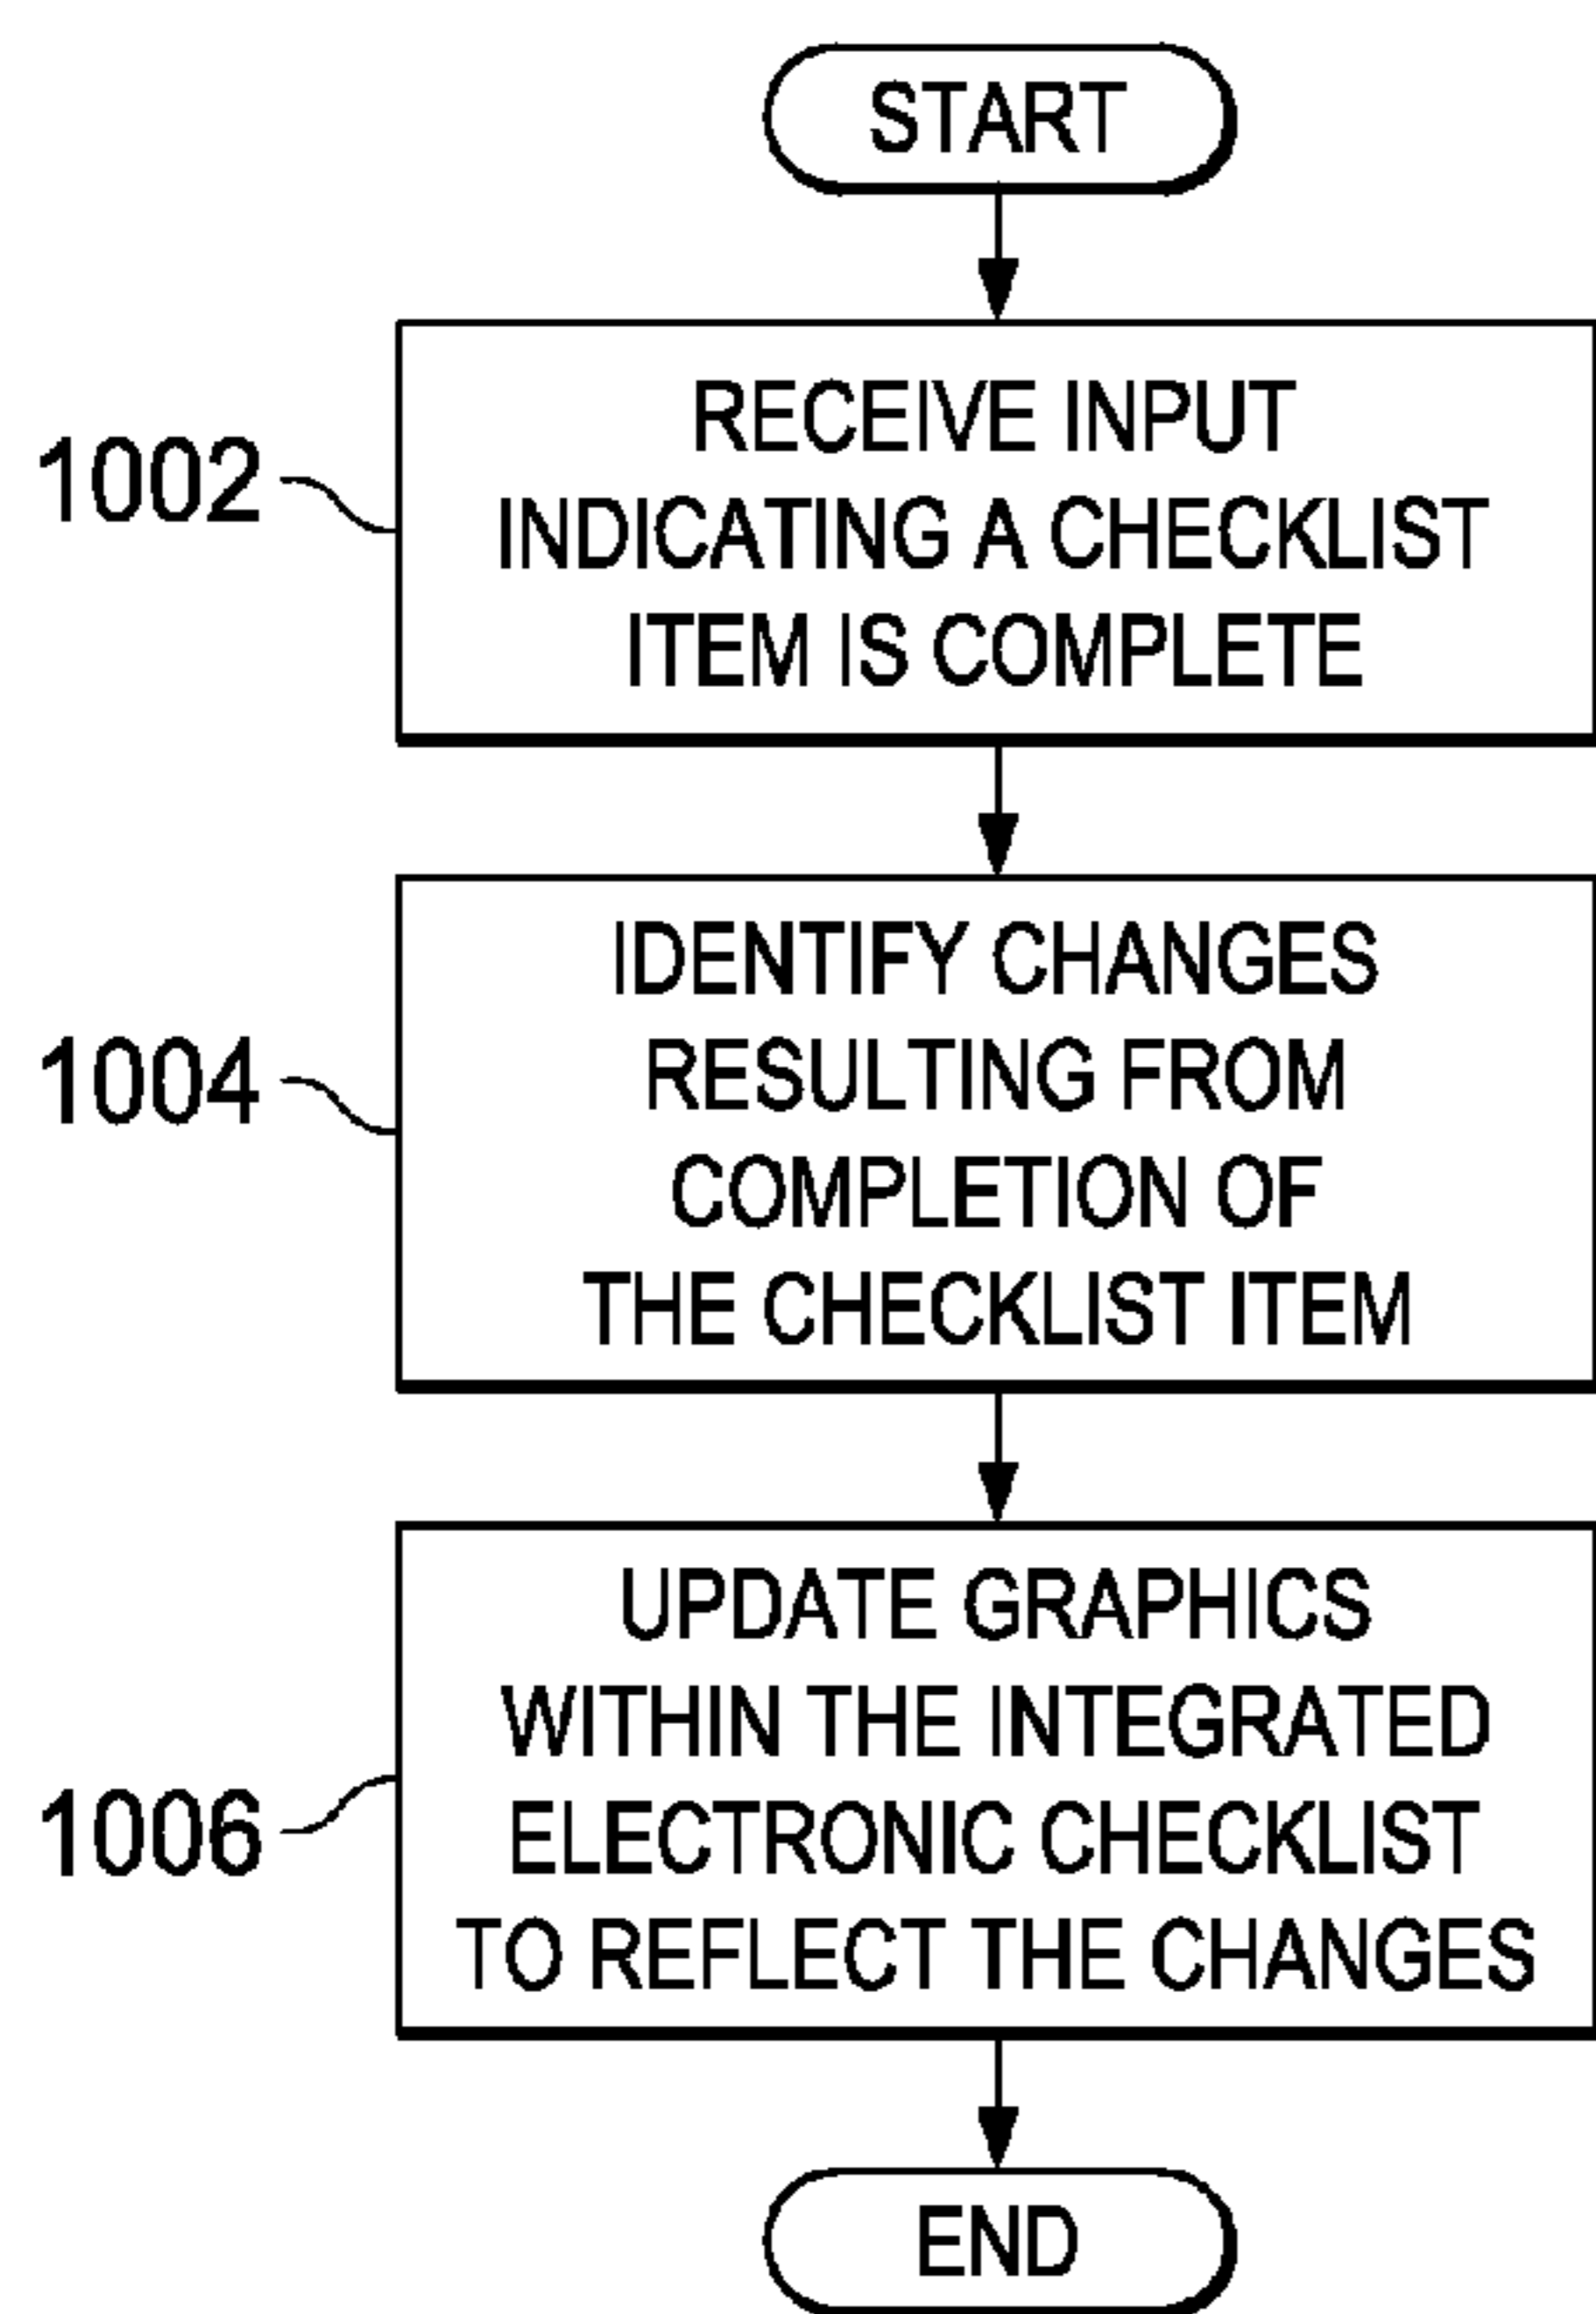 START
1002
RECEIVE INPUT
INDICATING A CHECKLIST
ITEM IS COMPLETE
1004
IDENTIFY CHANGES
RESULTING FROM
COMPLETION OF
THE CHECKLIST ITEM
1006
UPDATE GRAPHICS
WITHIN THE INTEGRATED
ELECTRONIC CHECKLIST
TO REFLECT THE CHANGES
END